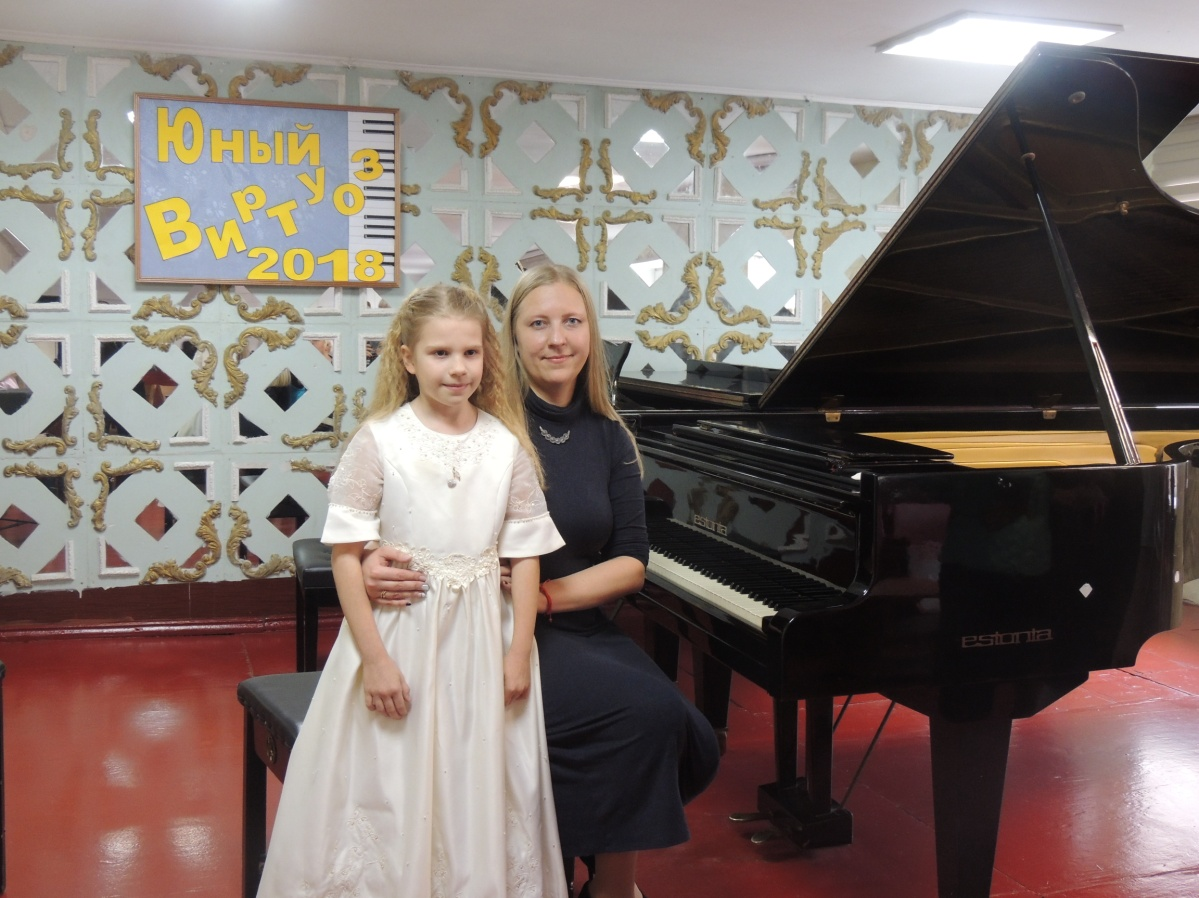 Юный
Виртуоз
2018
estonia
estonia